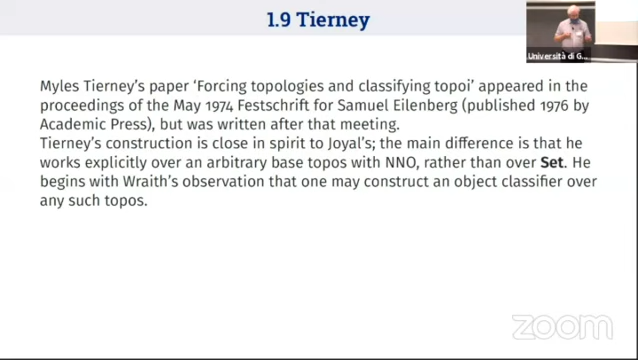 1.9 Tierney
Università di G...
Myles Tierney's paper ‘Forcing topologies and classifying topoi’ appeared in the
proceedings of the May 1974 Festschrift for Samuel Eilenberg (published 1976 by
Academic Press), but was written after that meeting.
Tierney's construction is close in spirit to Joyal's; the main difference is that he
works explicitly over an arbitrary base topos with NNO, rather than over Set. He
begins with Wraith's observation that one may construct an object classifier over
any such topos.
zoom